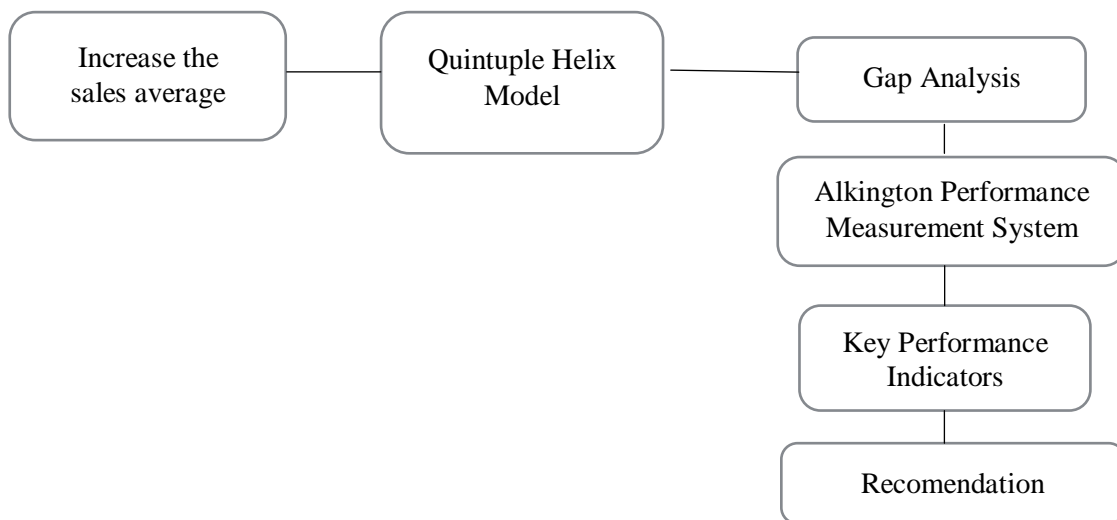 Increase the
sales average
Quintuple Helix
Model
Gap Analysis
Alkington Performance
Measurement System
Key Performance
Indicators
Recomendation